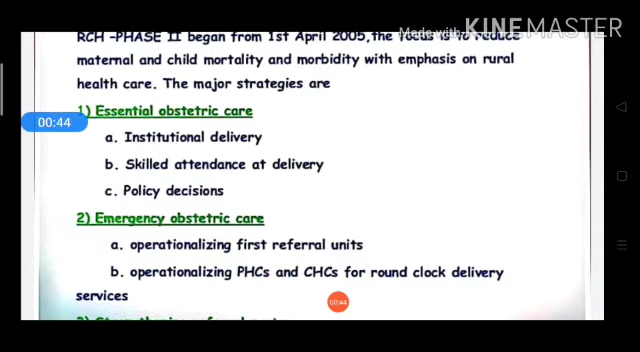 Made with KINEMASTER
RCH -PHASE II began from 1st April 2005,the focus is to reduce
maternal and child mortality and morbidity with emphasis on rural
health care. The major strategies are
1) Essential obstetric care
00:44
a. Institutional delivery
b. Skilled attendance at delivery
c. Policy decisions
2) Emergency obstetric care
a. operationalizing first referral units
b. operationalizing PHCs and CHCs for round clock delivery
services
00:44